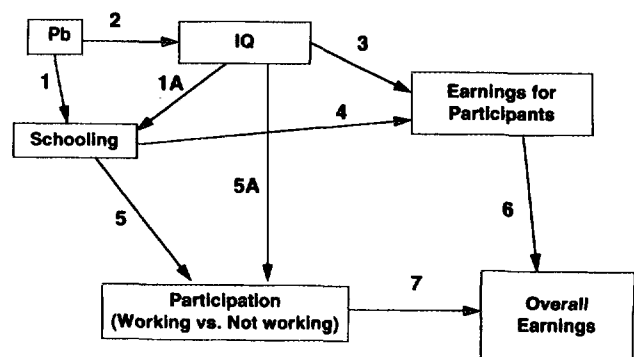 2
Pb
IQ
3
1
1A
Earnings for
Participants
Schooling
4
5A
5
6
7
Participation
(Working vs. Not working)
Overall
Earnings